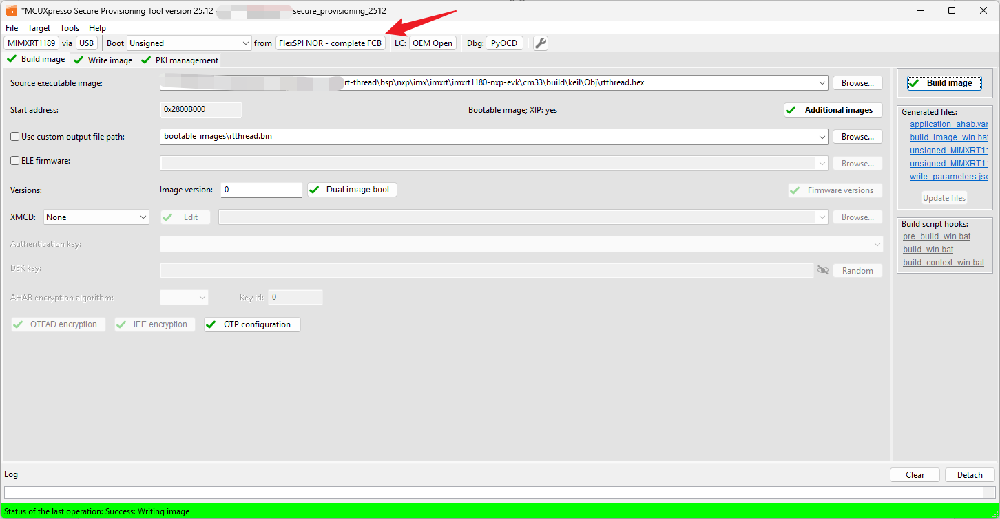 *MCUXpresso Secure Provisioning Tool version 25.12 - secure_provisioning_2512
File Target Tools Help
MIMXRT1189 via USB Boot Unsigned from FlexSPI NOR - complete FCB LC: OEM Open Dbg: PyOCD
Build image Write image PKI management
Source executable image: rt-thread\bsp\nxp\imx\imxrt\imxrt1180-nxp-evk\cm33\build\keil\Obj\rtthread.hex Browse...
Start address: 0x2800B000 Bootable image; XIP: yes Additional images
Use custom output file path: bootable_images\rtthread.bin Browse...
ELE firmware: Browse...
Versions: Image version: 0 Dual image boot Firmware versions
XMCD: None Edit Browse...
Authentication key:
DEK key: Random
AHAB encryption algorithm: Key id: 0
OTFAD encryption IEE encryption OTP configuration
Build image
Generated files:
application_ahab.yar
build_image_win.bat
unsigned_MIMXRT11
unsigned_MIMXRT11
write_parameters.jsc
Update files
Build script hooks:
pre_build_win.bat
build_win.bat
build_context_win.bat
Log Clear Detach
Status of the last operation: Success: Writing image